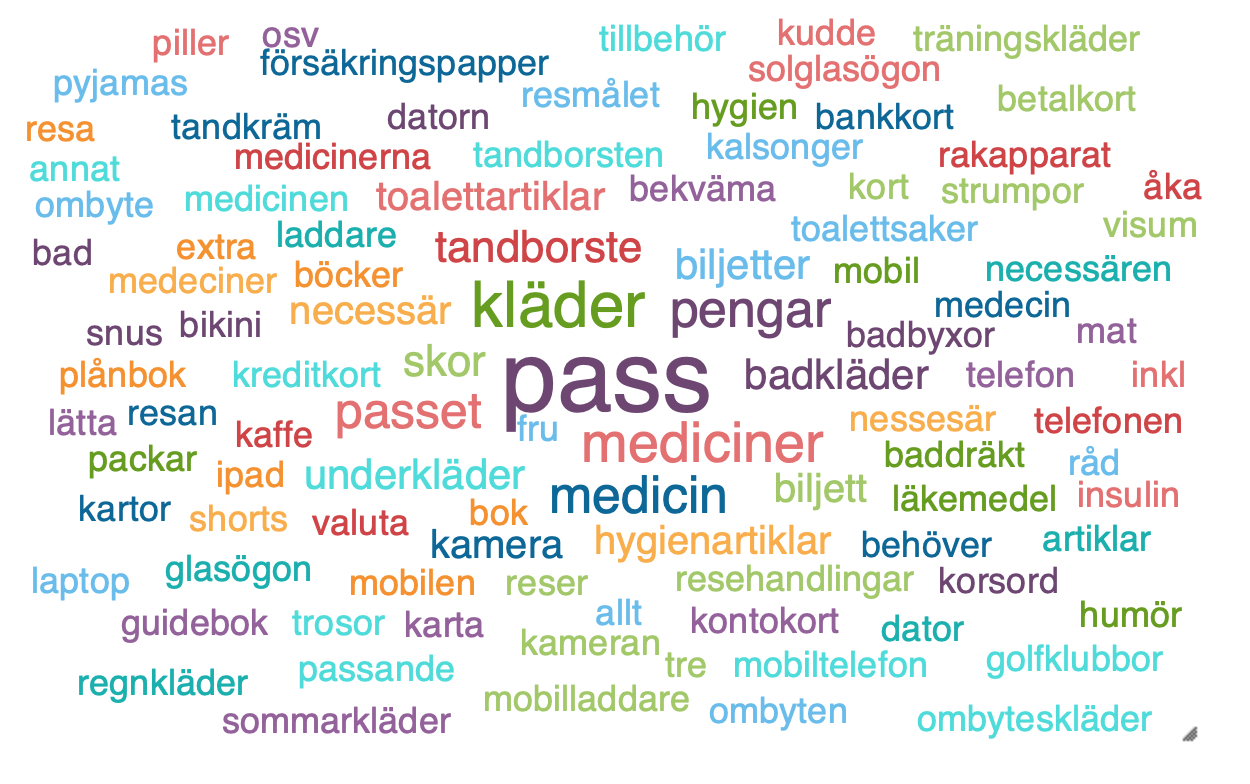 piller osv tillbehör kudde träningskläder
försäkringspapper solglasögon
pyjamas resmålet hygien bankkort betalkort
resa tandkräm datorn
annat medicinerna tandborsten kalsonger rakapparat
ombyte medicinen toalettartiklar bekväma kort strumpor åka
bad extra laddare tandborste toalettsaker visum
medeciner böcker biljetter mobil necessären
snus bikini necessär kläder pengar medecin
badbyxor mat
plånbok kreditkort skor pass badkläder telefon inkl
lätta resan passet nessesär telefonen
kaffe fru mediciner
packar ipad underkläder baddräkt råd
kartor shorts valuta bok medicin biljett läkemedel insulin
kamera hygienartiklar behöver artiklar
laptop glasögon mobilen reser resehandlingar korsord
guidebok trosor karta allt kontokort dator humör
kameran
regnkläder passande tre mobiltelefon golfklubbor
sommarkläder mobilladdare ombyten ombyteskläder